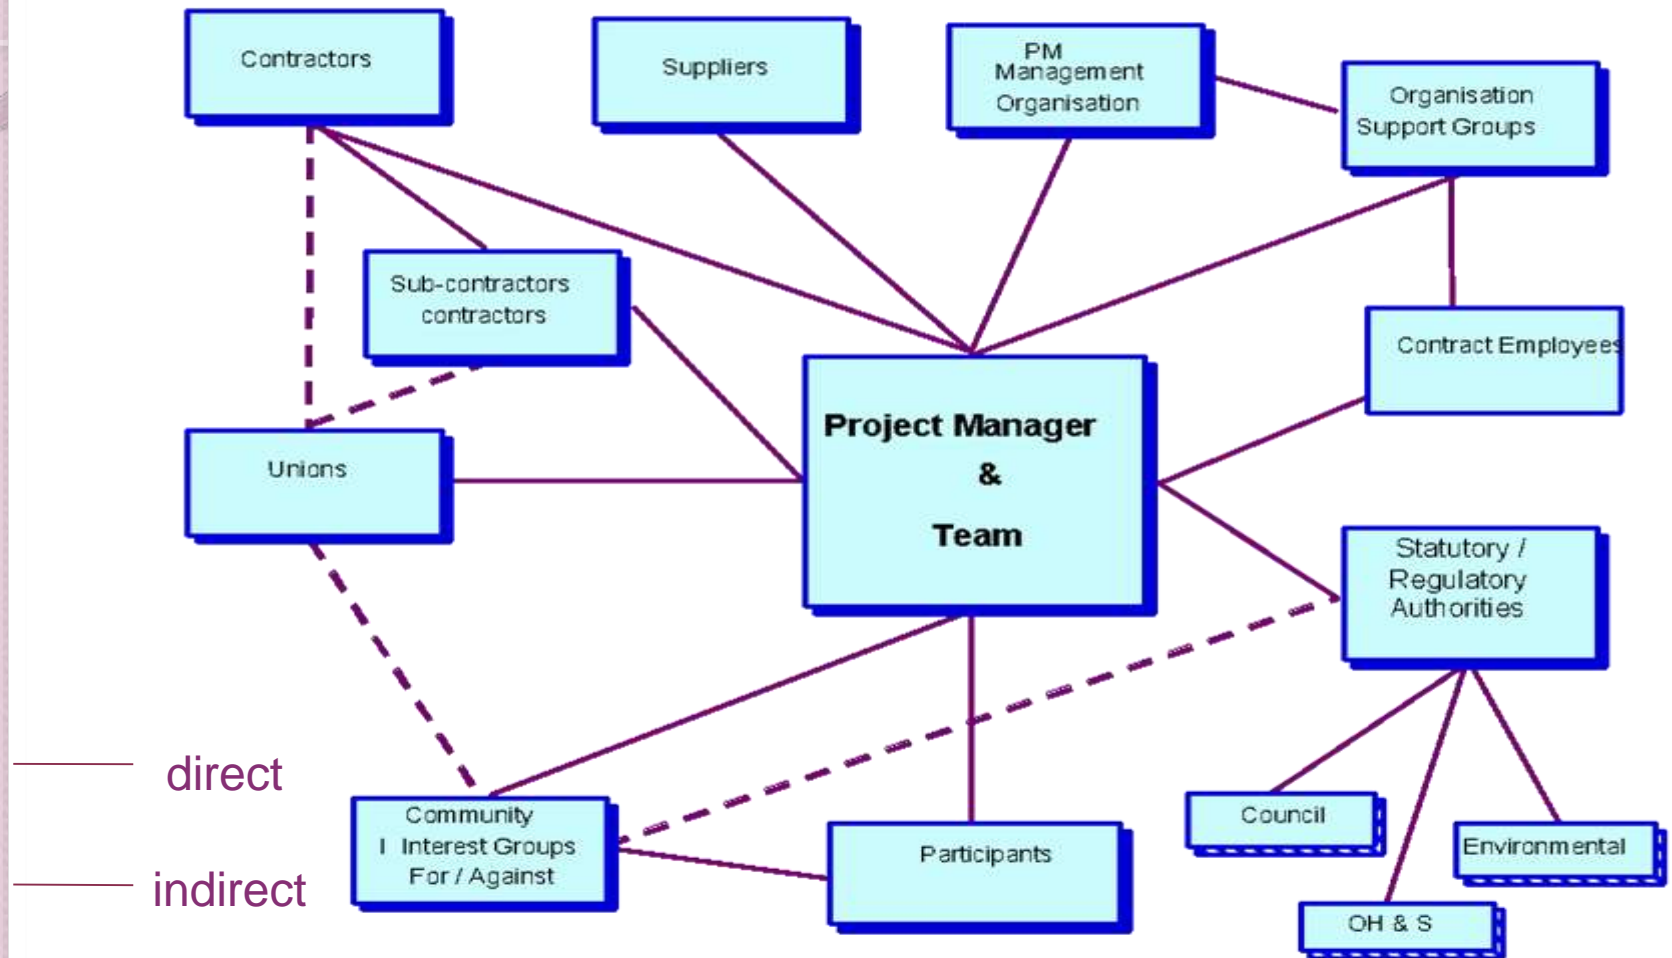 Contractors
Suppliers
PM
Management
Organisation
Organisation
Support Groups
Sub-contractors
contractors
Contract Employees
Project Manager
&
Team
Unions
Statutory /
Regulatory
Authorities
direct
indirect
Community
I Interest Groups
For / Against
Participants
Council
Environmental
OH & S